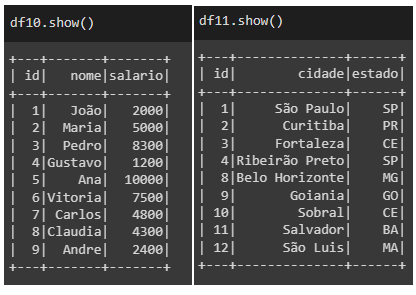 df10.show()
+---+-------+-------+
| id|   nome|salario|
+---+-------+-------+
|  1|   João|   2000|
|  2|  Maria|   5000|
|  3|  Pedro|   8300|
|  4|Gustavo|   1200|
|  5|    Ana|  10000|
|  6|Vitoria|   7500|
|  7| Carlos|   4800|
|  8|Claudia|   4300|
|  9|  Andre|   2400|
+---+-------+-------+
df11.show()
+---+--------------+------+
| id|        cidade|estado|
+---+--------------+------+
|  1|     São Paulo|    SP|
|  2|      Curitiba|    PR|
|  3|     Fortaleza|    CE|
|  4|Ribeirão Preto|    SP|
|  8|Belo Horizonte|    MG|
|  9|       Goiania|    GO|
| 10|        Sobral|    CE|
| 11|      Salvador|    BA|
| 12|      São Luis|    MA|
+---+--------------+------+